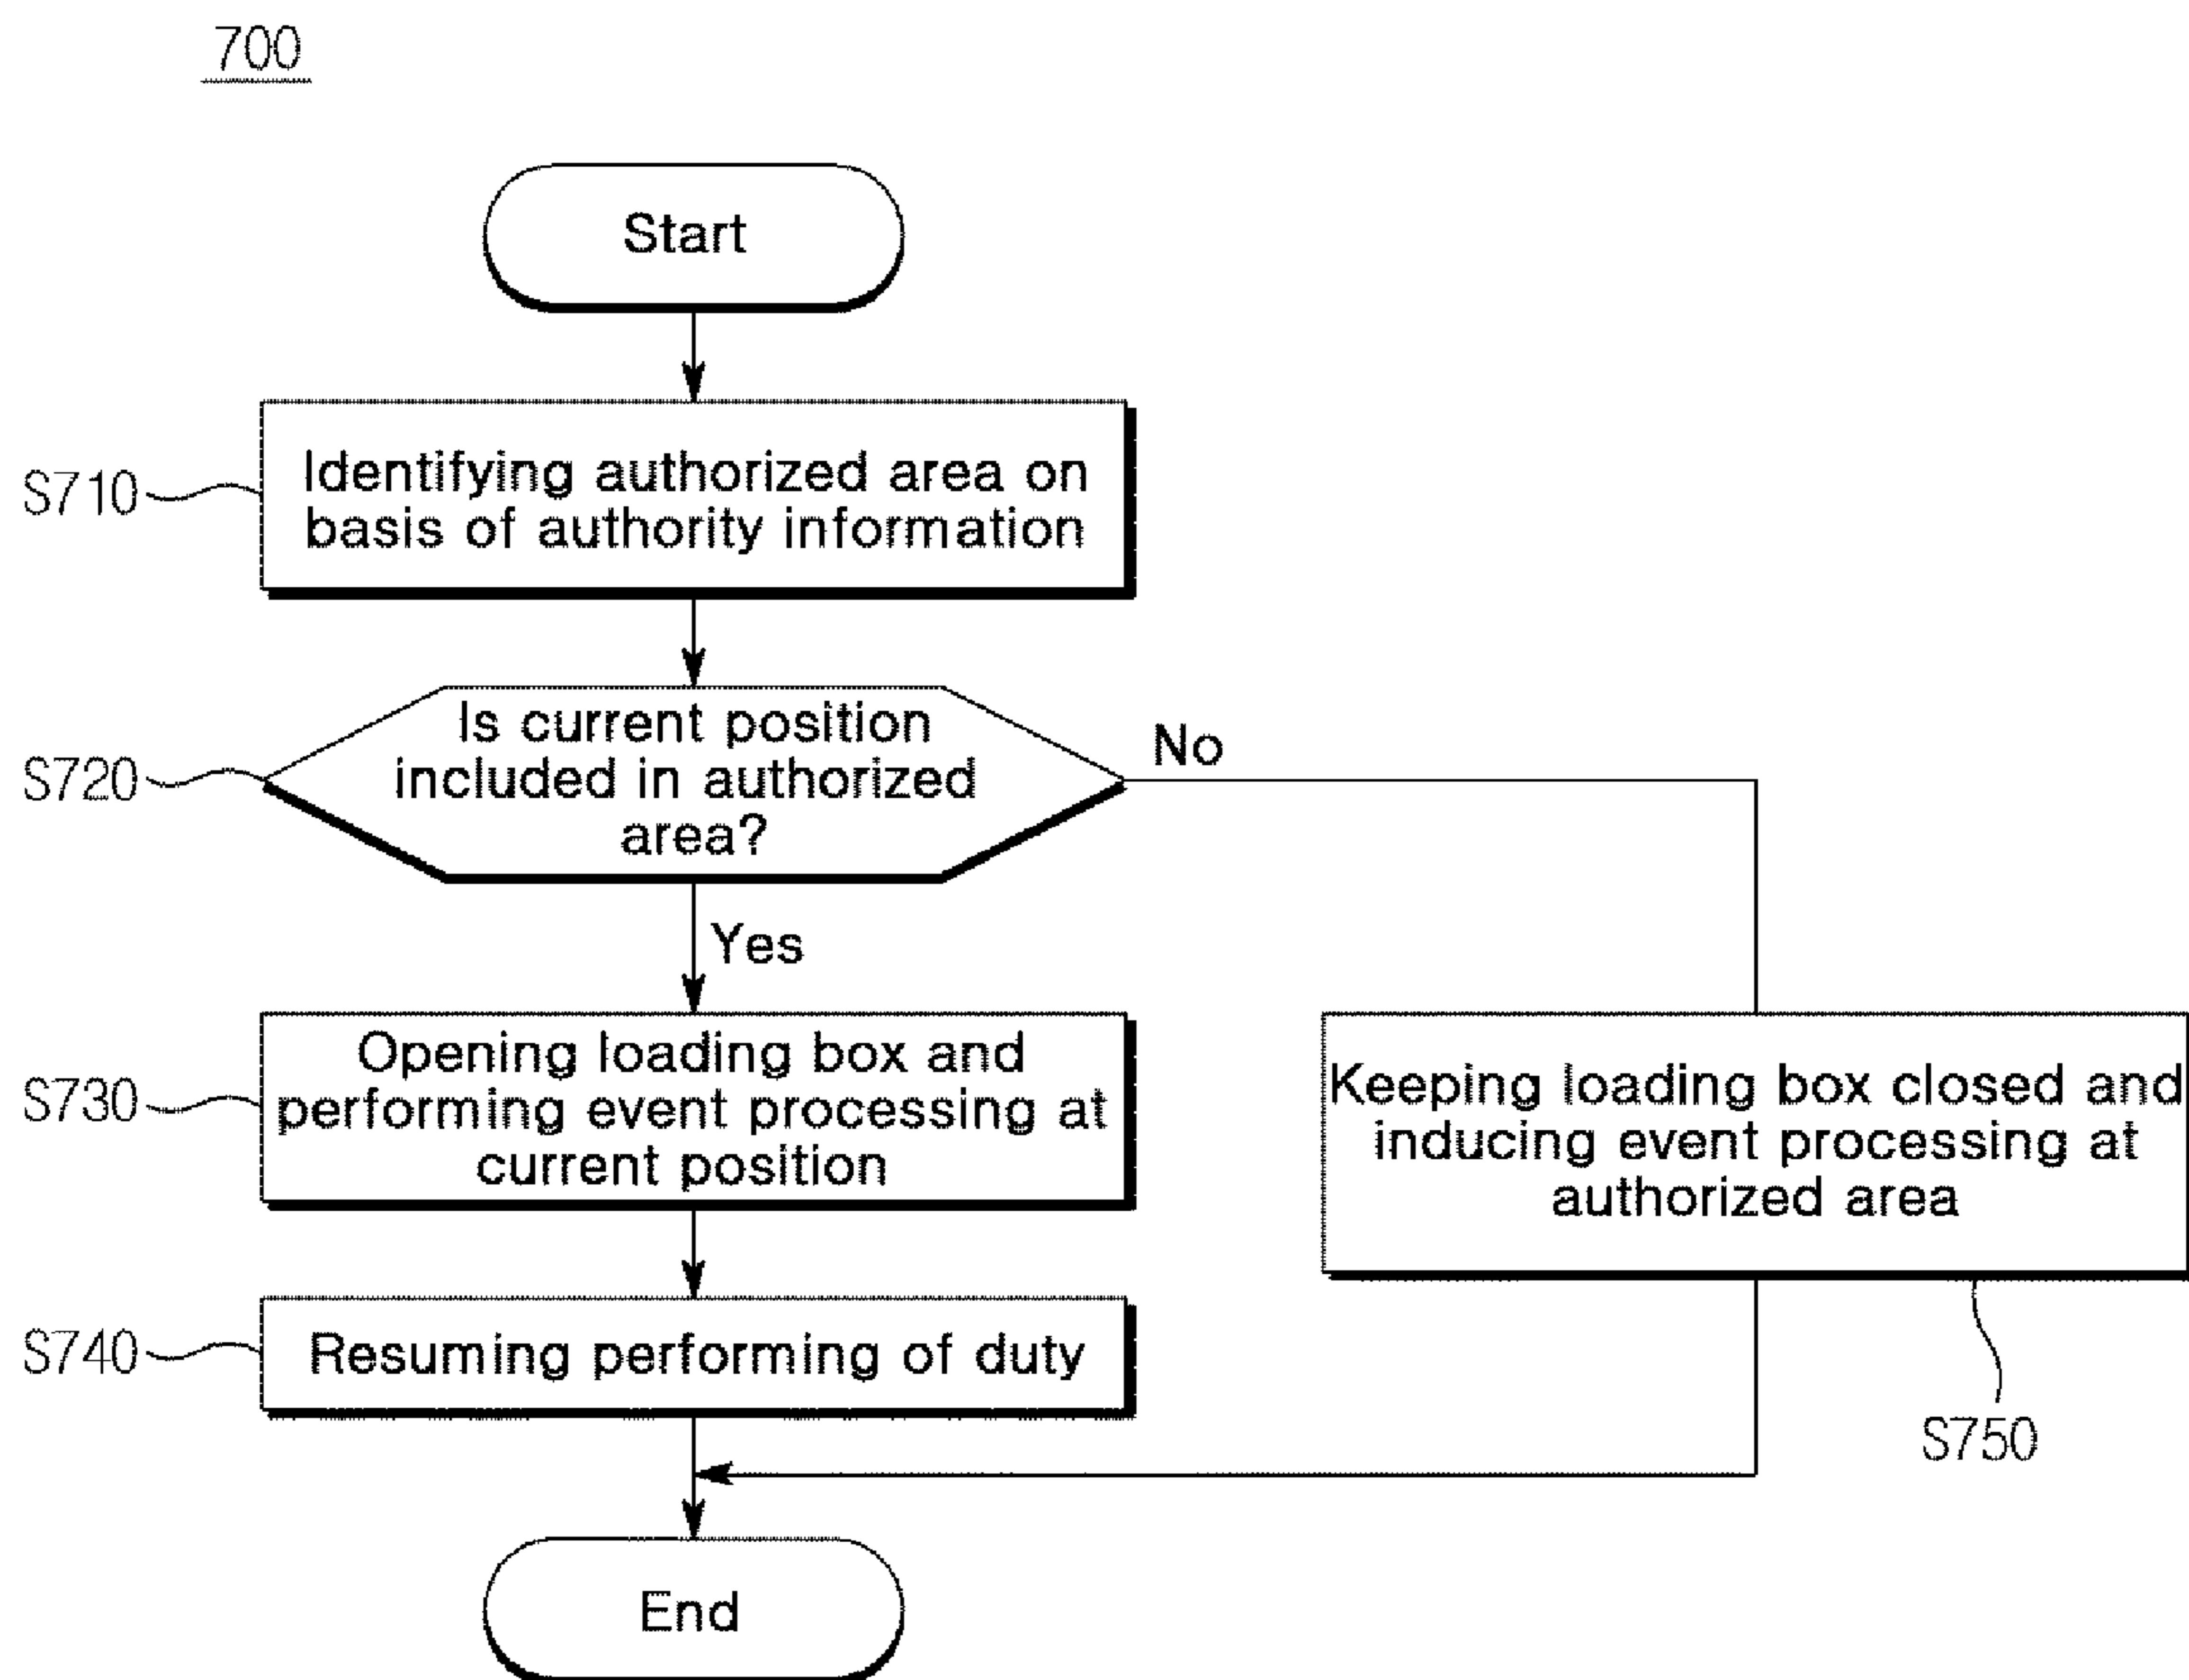 700
Start
S710
Identifying authorized area on
basis of authority information
S720
Is current position
included in authorized
area?
No
Yes
S730
Opening loading box and
performing event processing at
current position
Keeping loading box closed and
inducing event processing at
authorized area
S740
Resuming performing of duty
S750
End